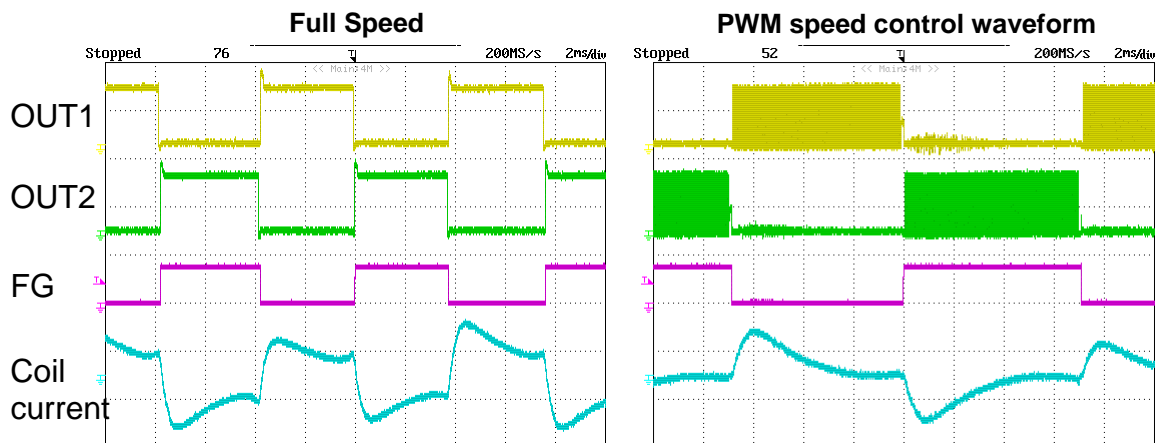 Full Speed
PWM speed control waveform
Stopped 76 T 200MS/s 2ms/div
Stopped 52 T 200MS/s 2ms/div
<< Main:4M >>
<< Main:4M >>
OUT1
OUT2
FG
Coil
current